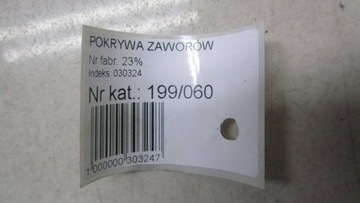 POKRYWA ZAWORÓW
Nr fabr. 23%
Indeks: 030324
Nr kat.: 199/060
1 000000 303247